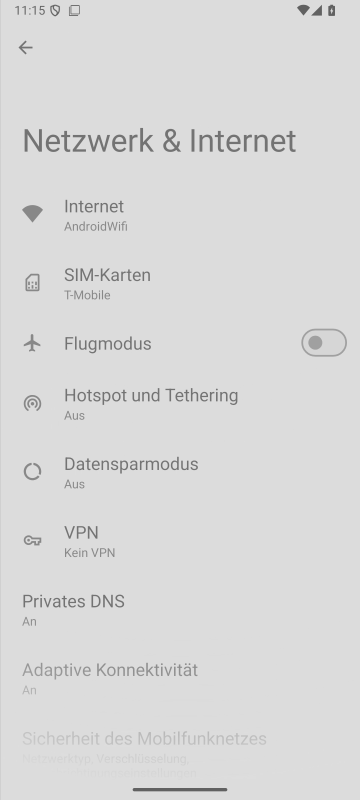 11:15
Netzwerk & Internet
Internet
AndroidWifi
SIM-Karten
T-Mobile
Flugmodus
Hotspot und Tethering
Aus
Datensparmodus
Aus
VPN
Kein VPN
Privates DNS
An
Adaptive Konnektivität
An
Sicherheit des Mobilfunknetzes
Netzwerktyp, Verschlüsselung,